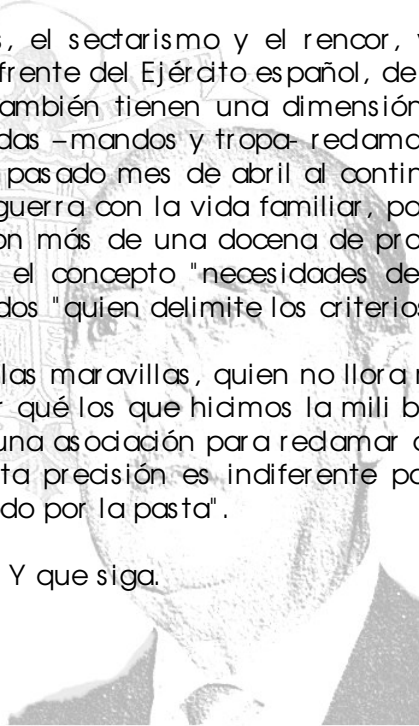 s, el sectarismo y el rencor,
frente del Ejército español, de
ambién tienen una dimensión
das –mandos y tropa- reclama
pasado mes de abril al contin
guerra con la vida familiar, pa
on más de una docena de pro
el concepto "necesidades de
dos "quien delimite los criterios
las maravillas, quien no llora
r qué los que hicimos la mili b
una asociación para reclamar
ta precisión es indiferente pa
do por la pasta".
Y que siga.